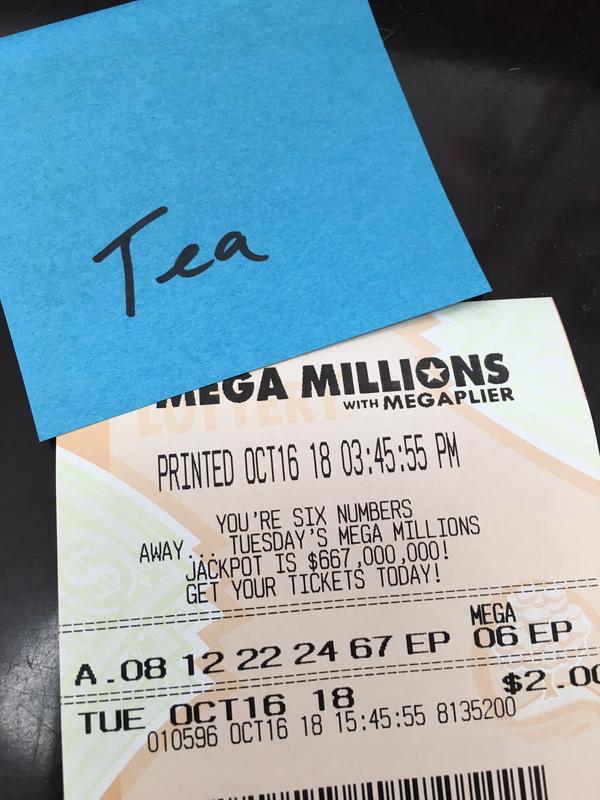 Tea
MEGA MILLIONS
WITH MEGAPLIER
PRINTED OCT16 18 03:45:55 PM
YOU'RE SIX NUMBERS
AWAY... TUESDAY'S MEGA MILLIONS
JACKPOT IS $667,000,000!
GET YOUR TICKETS TODAY!
MEGA
A.08 12 22 24 67 EP 06 EP
$2.00
TUE OCT16 18
010596 OCT16 18 15:45:55 8135200